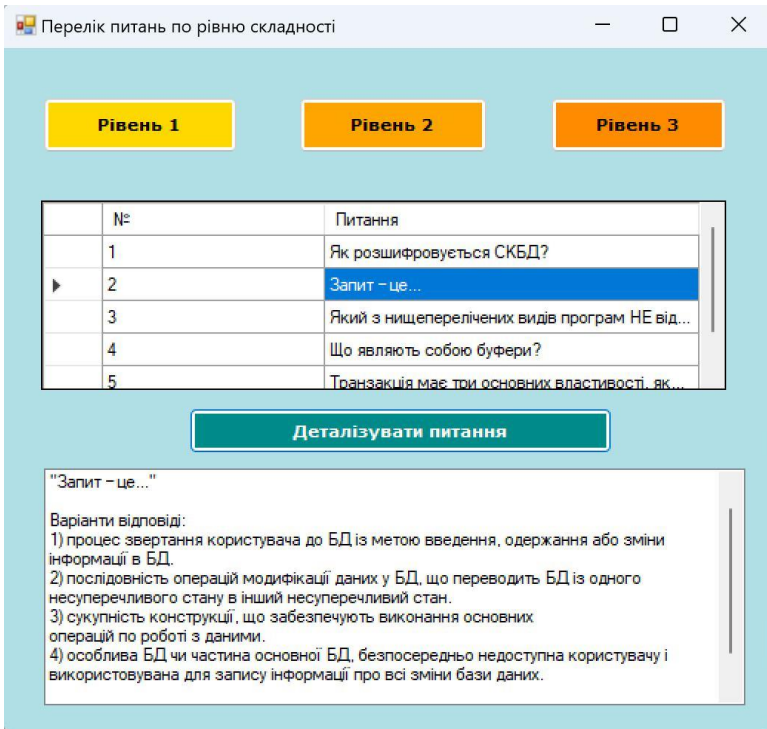 Перелік питань по рівню складності
Рівень 1 Рівень 2 Рівень 3
№ Питання
1 Як розшифровується СКБД?
2 Запит – це...
3 Який з нищеперелічених видів програм НЕ від...
4 Що являють собою буфери?
5 Транзакція має три основних властивості, як...
Деталізувати питання
"Запит – це..."
Варіанти відповіді:
1) процес звертання користувача до БД із метою введення, одержання або зміни
інформації в БД.
2) послідовність операцій модифікації даних у БД, що переводить БД із одного
несуперечливого стану в інший несуперечливий стан.
3) сукупність конструкції, що забезпечують виконання основних
операцій по роботі з даними.
4) особлива БД чи частина основної БД, безпосередньо недоступна користувачу і
використовувана для запису інформації про всі зміни бази даних.